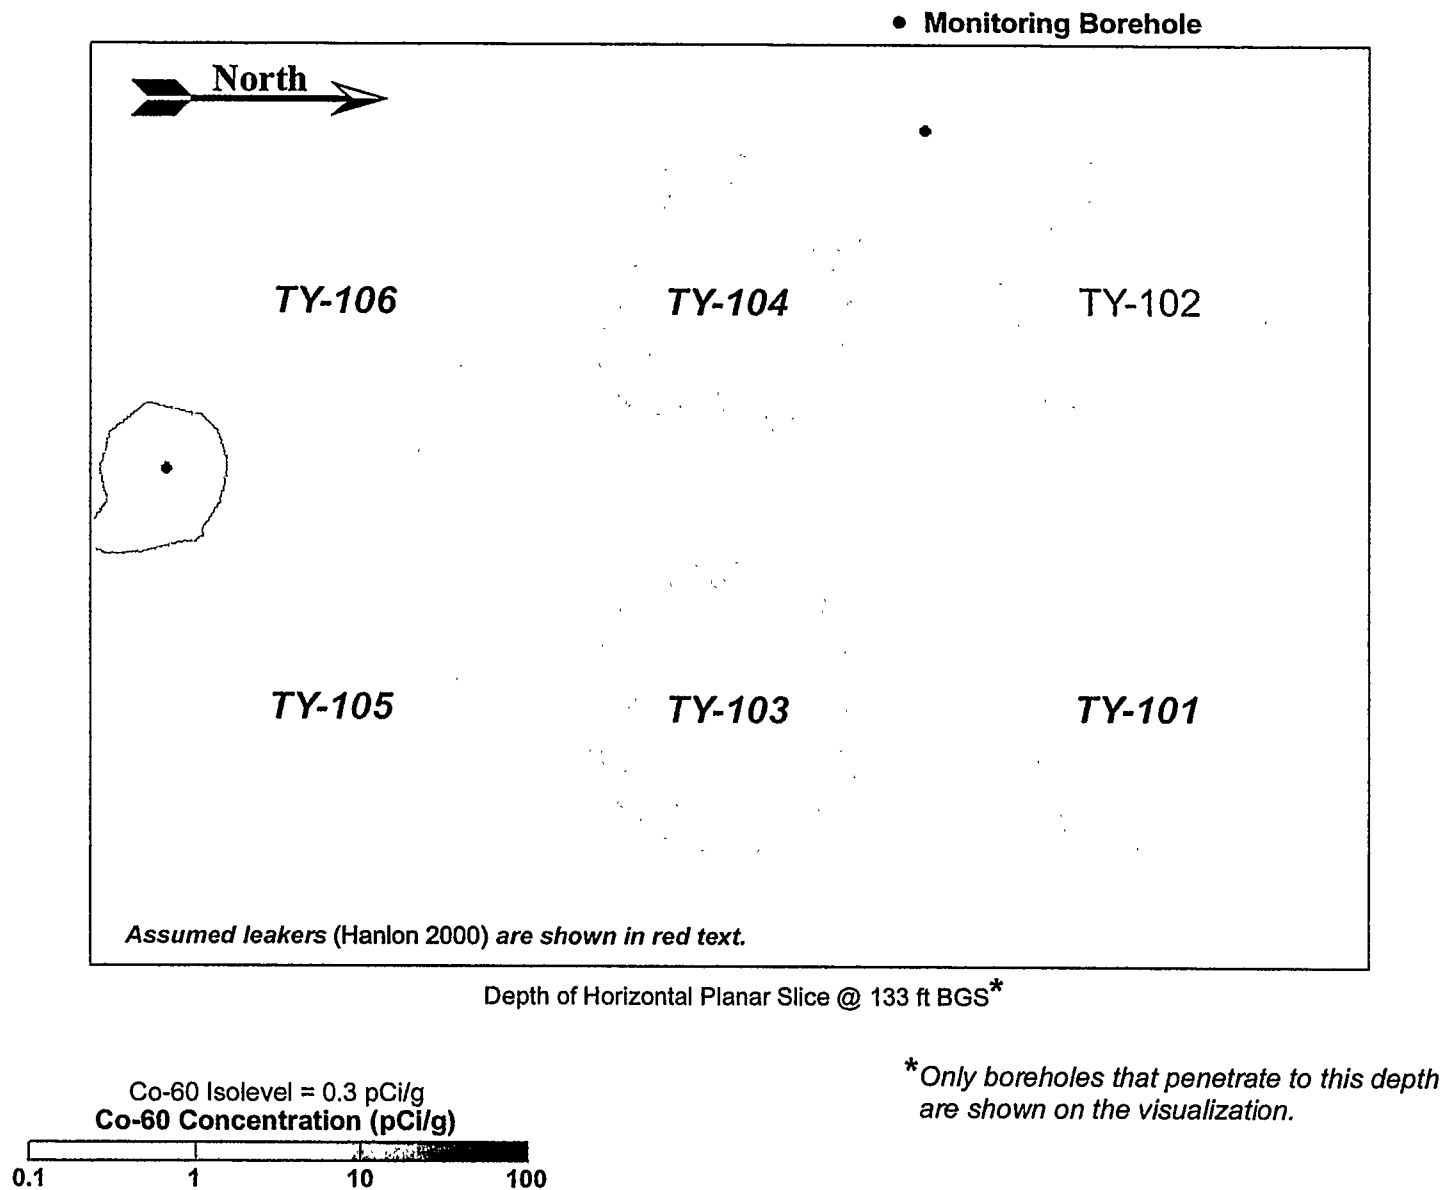 Monitoring Borehole
North
TY-106
TY-104
TY-102
TY-105
TY-103
TY-101
Assumed leakers (Hanlon 2000) are shown in red text.
Depth of Horizontal Planar Slice @ 133 ft BGS*
*Only boreholes that penetrate to this depth
are shown on the visualization.
Co-60 Isolevel = 0.3 pCi/g
Co-60 Concentration (pCi/g)
0.1 1 10 100